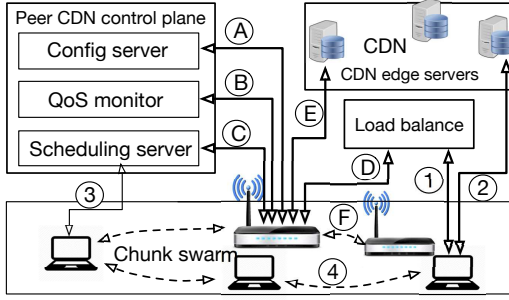 Peer CDN control plane
Config server
QoS monitor
Scheduling server
A
B
C
CDN
CDN edge servers
E
Load balance
D
1
2
3
F
Chunk swarm
4